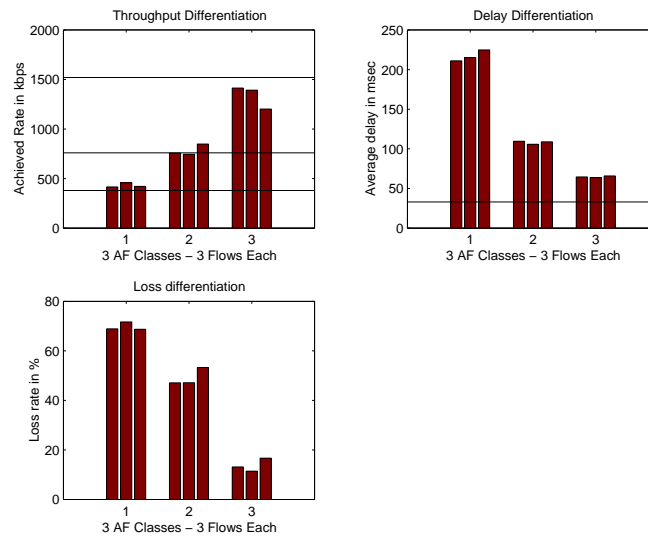 Throughput Differentiation
2000
1500
1000
500
0
Achieved Rate in kbps
1 2 3
3 AF Classes − 3 Flows Each
Delay Differentiation
250
200
150
100
50
0
Average delay in msec
1 2 3
3 AF Classes − 3 Flows Each
Loss differentiation
80
60
40
20
0
Loss rate in %
1 2 3
3 AF Classes − 3 Flows Each